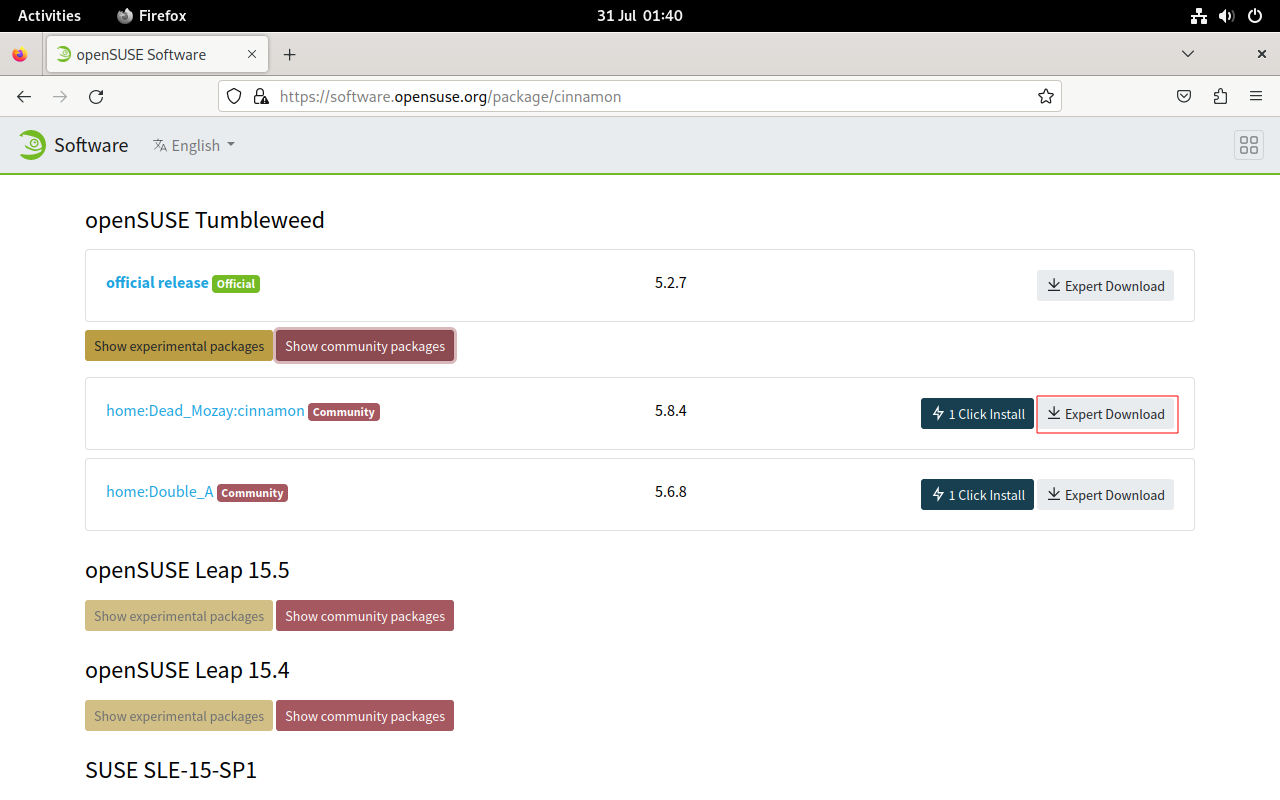 Activities Firefox 31 Jul 01:40
openSUSE Software
https://software.opensuse.org/package/cinnamon
Software English
openSUSE Tumbleweed
official release Official 5.2.7 Expert Download
Show experimental packages Show community packages
home:Dead_Mozay:cinnamon Community 5.8.4 1 Click Install Expert Download
home:Double_A Community 5.6.8 1 Click Install Expert Download
openSUSE Leap 15.5
Show experimental packages Show community packages
openSUSE Leap 15.4
Show experimental packages Show community packages
SUSE SLE-15-SP1